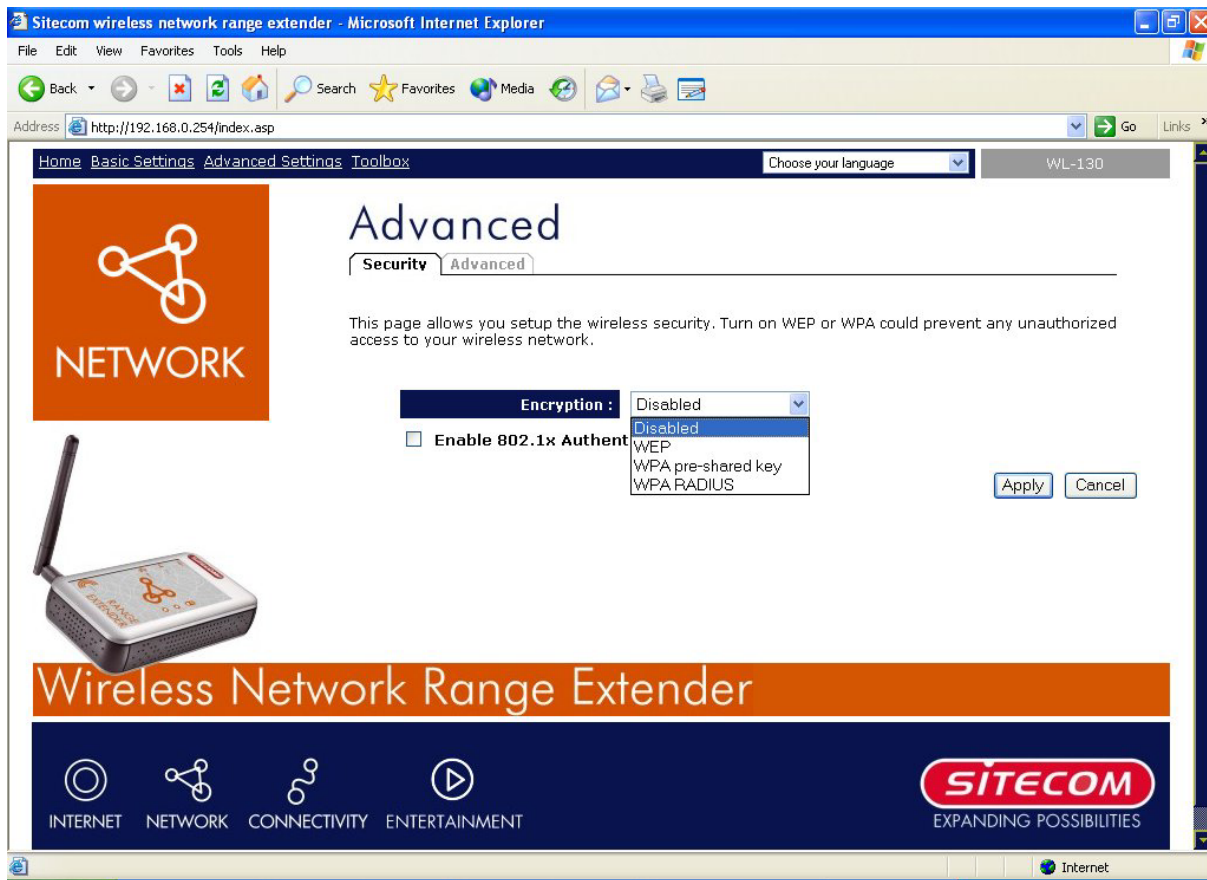 Sitecom wireless network range extender - Microsoft Internet Explorer
File Edit View Favorites Tools Help
Back Search Favorites Media
Address http://192.168.0.254/index.asp Go Links
Home Basic Settings Advanced Settings Toolbox Choose your language WL-130
NETWORK
Advanced
Security Advanced
This page allows you setup the wireless security. Turn on WEP or WPA could prevent any unauthorized
access to your wireless network.
Encryption : Disabled
Disabled
Enable 802.1x Authent
WEP
WPA pre-shared key
WPA RADIUS
Apply Cancel
RANGE
EXTENDER
Wireless Network Range Extender
INTERNET NETWORK CONNECTIVITY ENTERTAINMENT
SITECOM
EXPANDING POSSIBILITIES
Internet